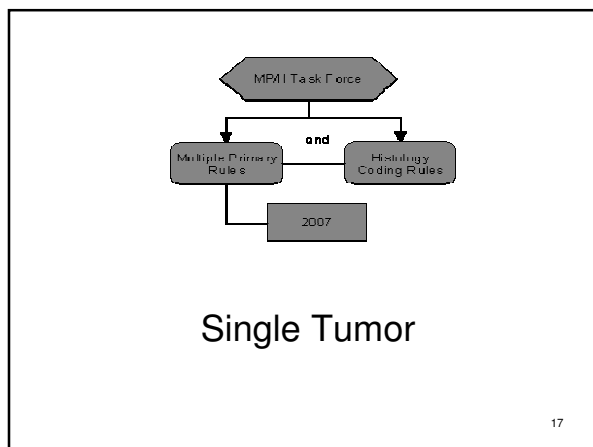 MP/H Task Force
and
Multiple Primary
Rules
Histology
Coding Rules
2007
Single Tumor
17